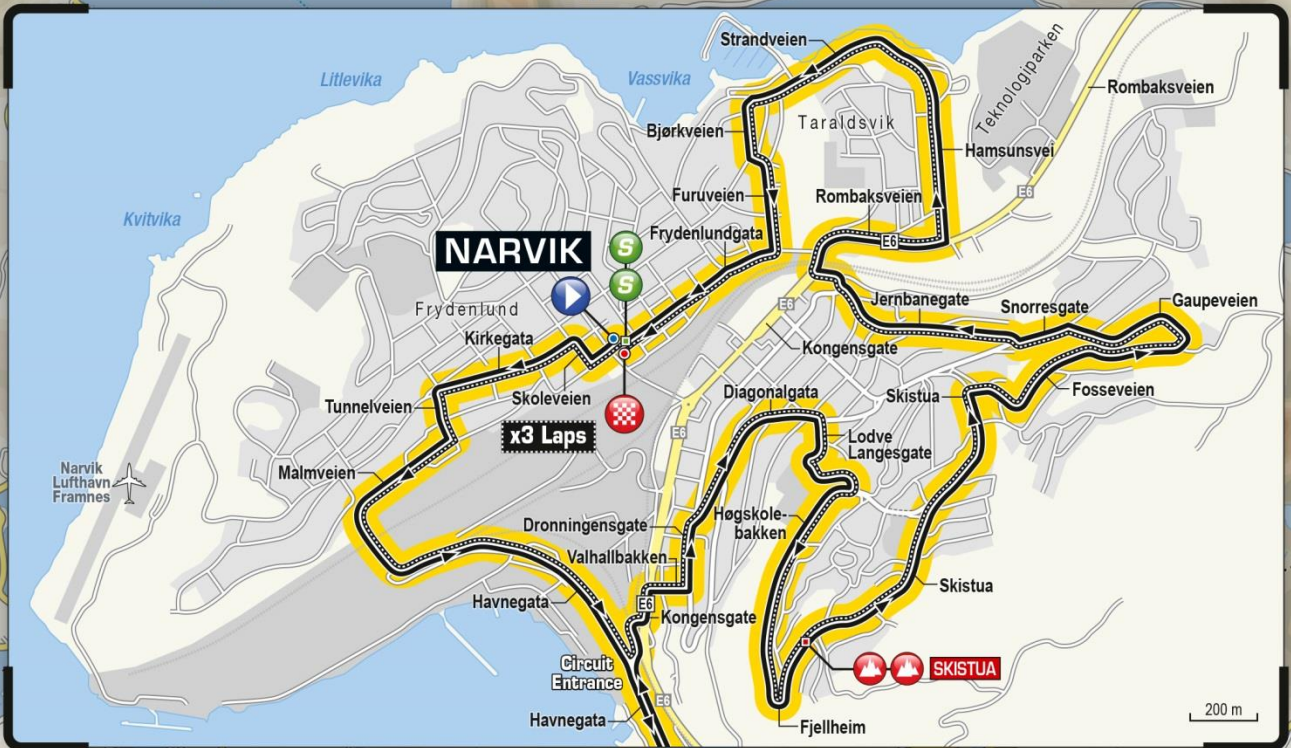 Strandveien
Litlevika
Vassvika
Teknologiparken
Rombaksveien
Bjørkveien
Taraldsvik
Hamsunsvei
Kvitvika
Furuveien
Rombaksveien
E6
Frydenlundgata
E6
NARVIK
S
S
E6
Jernbanegate
Snorresgate
Gaupeveien
Frydenlund
Kirkegata
Kongensgate
Tunnelveien
Skoleveien
Diagonalgata
Skistua
Fosseveien
x3 Laps
E6
Lodve
Langesgate
Malmveien
Narvik
Lufthavn
Framnes
Dronningensgate
Høgskole-
bakken
Valhallbakken
Skistua
Havnegata
E6
Kongensgate
Circuit
Entrance
SKISTUA
E6
Havnegata
Fjellheim
200 m